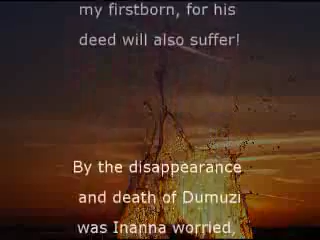 my firstborn, for his
deed will also suffer!
By the disappearance
and death of Dumuzi
was Inanna worried,